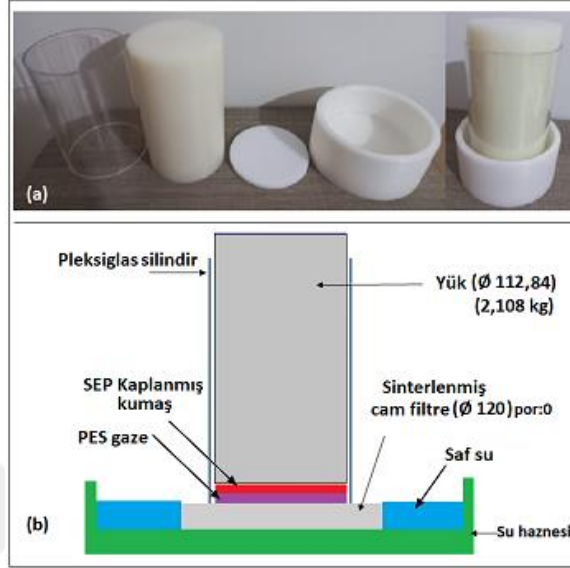 (a)
Pleksiglas silindir
Yük (Ø 112,84)
(2,108 kg)
SEP Kaplanmış
kumaş
Sinterlenmiş
cam filtre (Ø 120) por:0
PES gaze
Saf su
(b)
Su haznesi